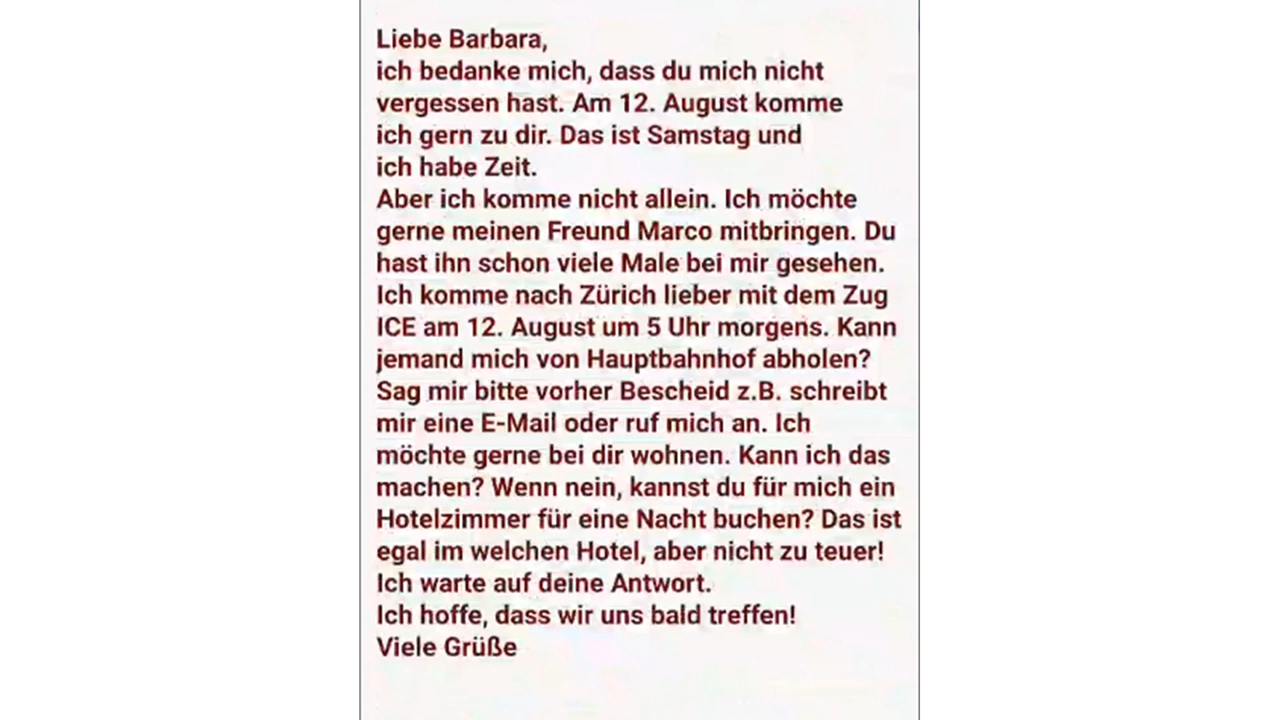 Liebe Barbara,
ich bedanke mich, dass du mich nicht
vergessen hast. Am 12. August komme
ich gern zu dir. Das ist Samstag und
ich habe Zeit.
Aber ich komme nicht allein. Ich möchte
gerne meinen Freund Marco mitbringen. Du
hast ihn schon viele Male bei mir gesehen.
Ich komme nach Zürich lieber mit dem Zug
ICE am 12. August um 5 Uhr morgens. Kann
jemand mich von Hauptbahnhof abholen?
Sag mir bitte vorher Bescheid z.B. schreibt
mir eine E-Mail oder ruf mich an. Ich
möchte gerne bei dir wohnen. Kann ich das
machen? Wenn nein, kannst du für mich ein
Hotelzimmer für eine Nacht buchen? Das ist
egal im welchen Hotel, aber nicht zu teuer!
Ich warte auf deine Antwort.
Ich hoffe, dass wir uns bald treffen!
Viele Grüße